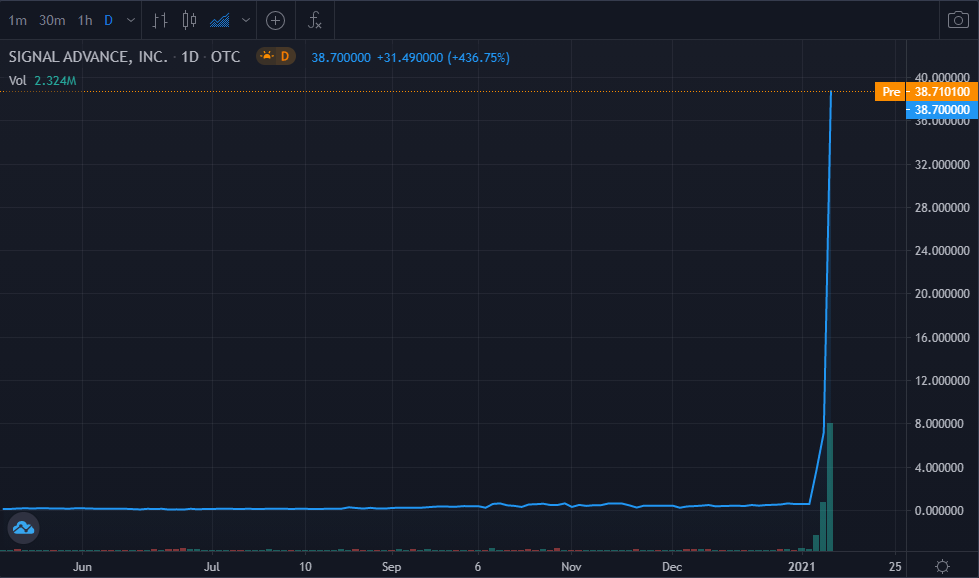 1m 30m 1h D
SIGNAL ADVANCE, INC. · 1D · OTC D 38.700000 +31.490000 (+436.75%)
Vol 2.324M
40.000000
Pre 38.710100
38.700000
36.000000
32.000000
28.000000
24.000000
20.000000
16.000000
12.000000
8.000000
4.000000
0.000000
Jun Jul 10 Sep 6 Nov Dec 2021 25